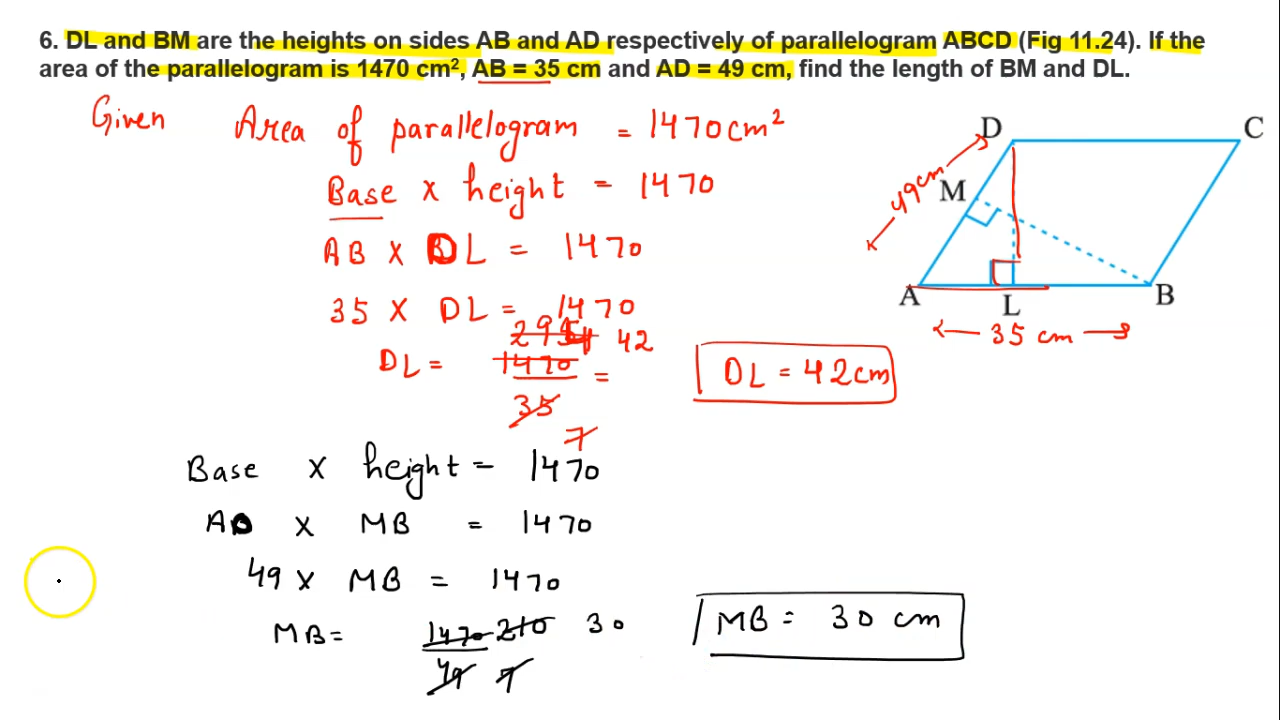 6. DL and BM are the heights on sides AB and AD respectively of parallelogram ABCD (Fig 11.24). If the
area of the parallelogram is 1470 cm², AB = 35 cm and AD = 49 cm, find the length of BM and DL.
Given Area of parallelogram = 1470cm²
Base x height = 1470
AB x DL = 1470
35 x DL = 1470
294 42
DL = 1470 =
35
7
DL = 42cm
D C
49cm
M
A L B
35 cm
Base x height = 1470
AD x MB = 1470
49 x MB = 1470
MB = 1470 210 30
49 7
MB = 30 cm